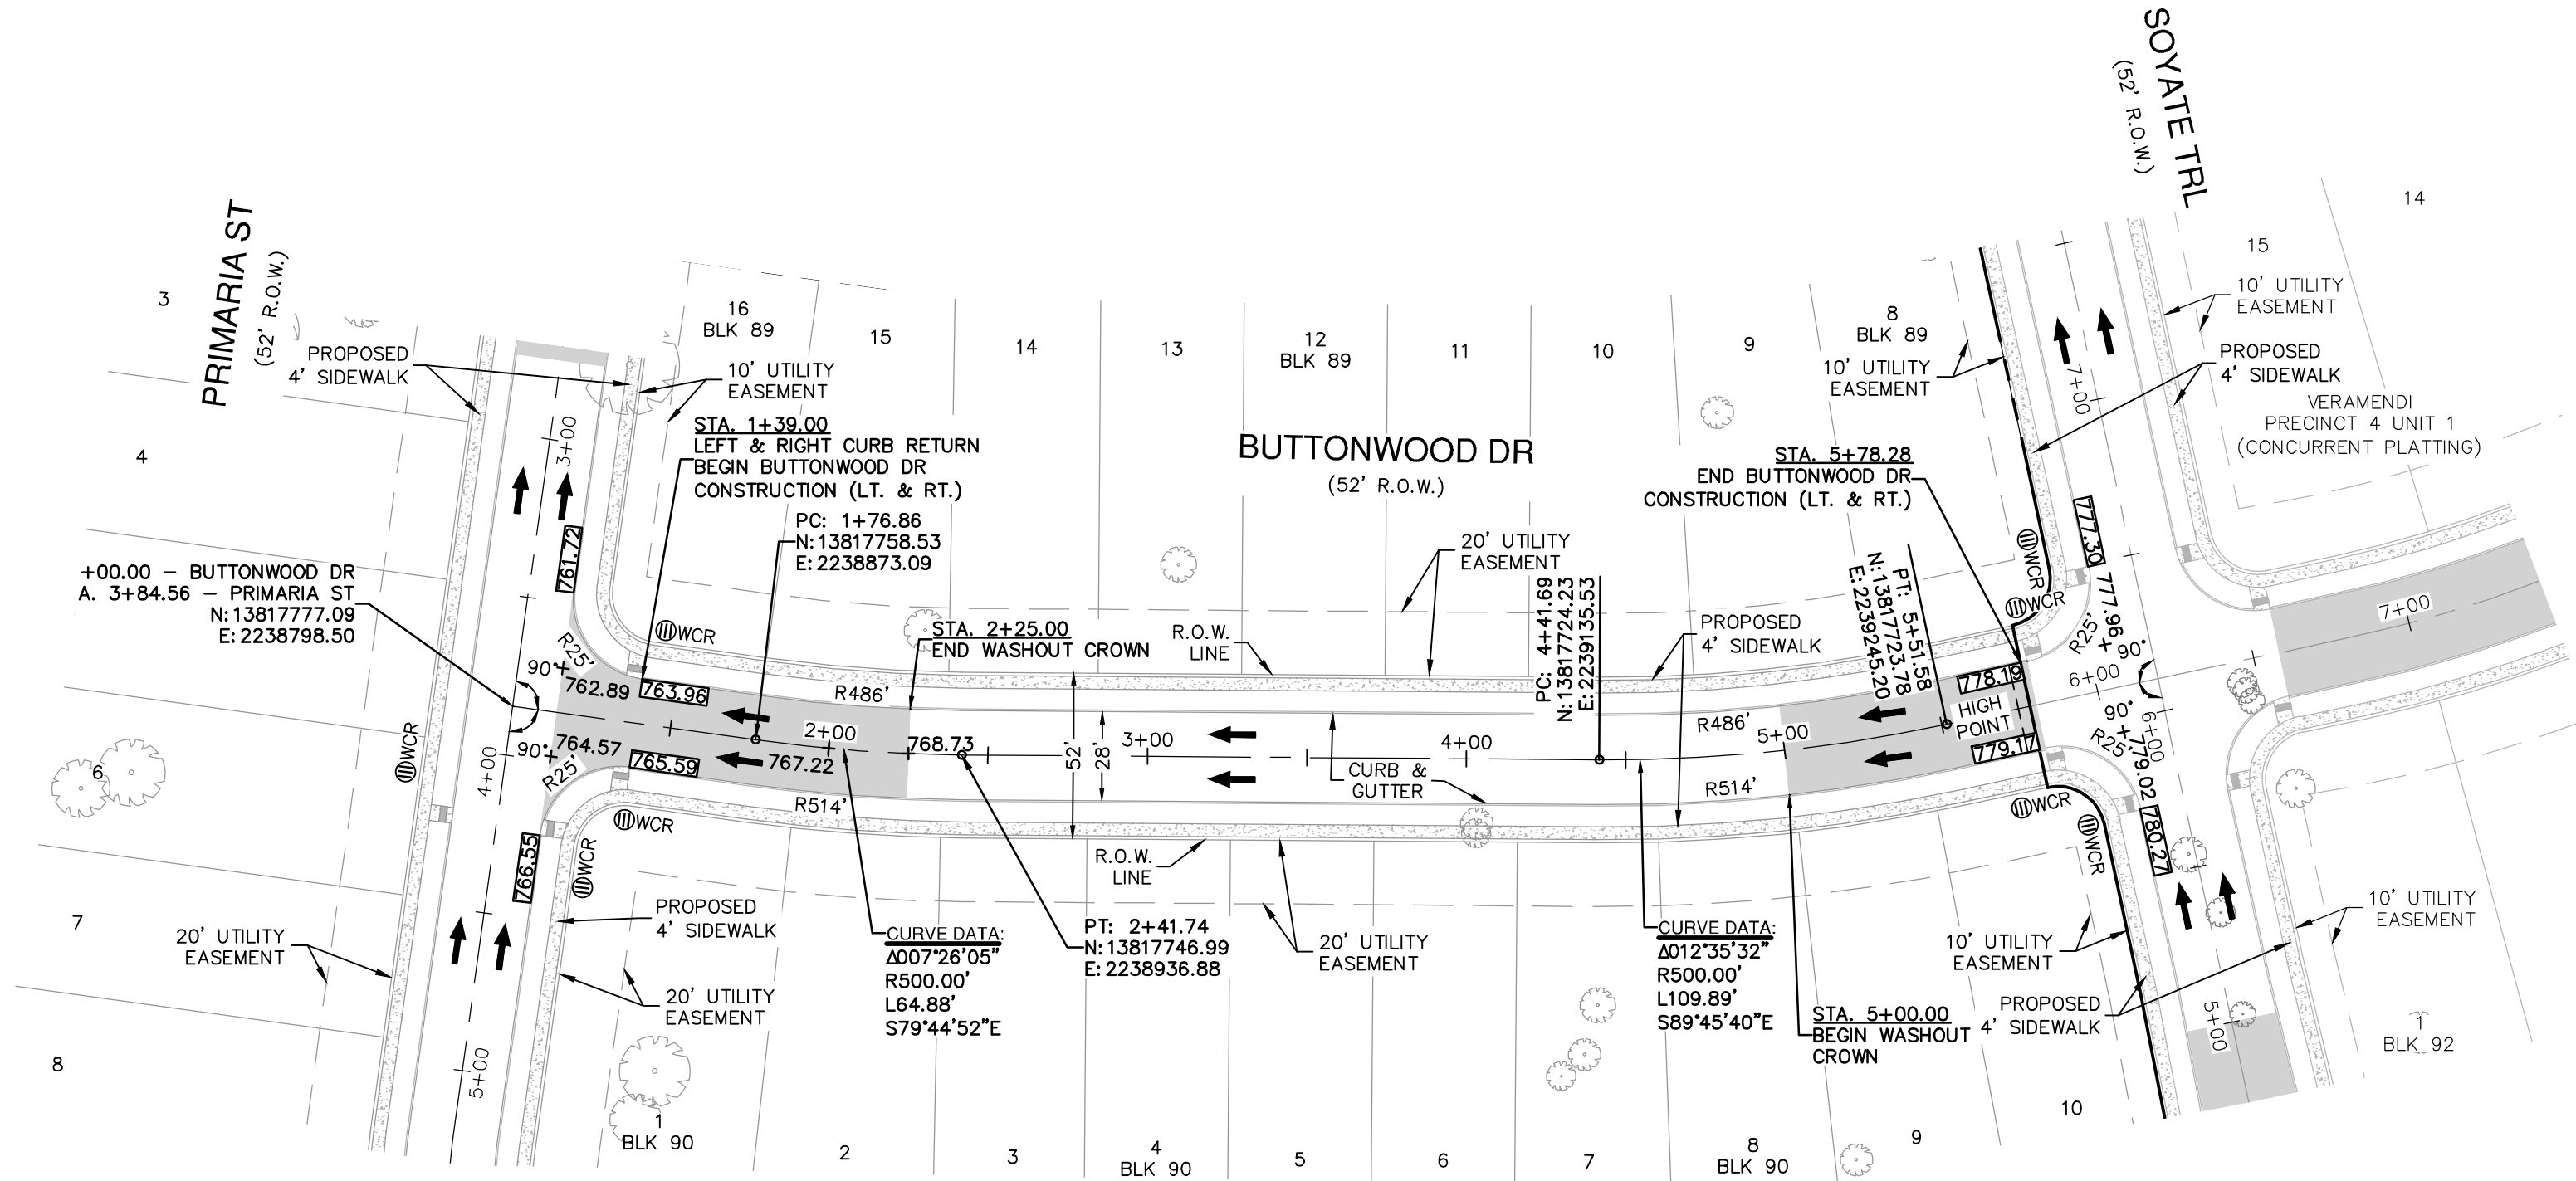 PRIMARIA ST
(52' R.O.W.)
SOYATE TRL
(52' R.O.W.)
BUTTONWOOD DR
(52' R.O.W.)
3
4
6
7
8
PROPOSED
4' SIDEWALK
10' UTILITY
EASEMENT
16
BLK 89
15
14
13
12
BLK 89
11
10
9
8
BLK 89
15
14
STA. 1+39.00
LEFT & RIGHT CURB RETURN
BEGIN BUTTONWOOD DR
CONSTRUCTION (LT. & RT.)
PC: 1+76.86
N:13817758.53
E: 2238873.09
+00.00 – BUTTONWOOD DR
A. 3+84.56 – PRIMARIA ST
N:13817777.09
E: 2238798.50
3+00
4+00
5+00
761.72
766.55
R25'
90°
762.89
763.96
764.57
90°
R25'
765.59
767.22
768.73
WCR
WCR
WCR
WCR
2+00
3+00
4+00
5+00
6+00
7+00
R486'
R514'
STA. 2+25.00
END WASHOUT CROWN
R.O.W.
LINE
52'
28'
20' UTILITY
EASEMENT
CURB &
GUTTER
PC: 4+41.69
N:13817724.23
E:2239135.53
PROPOSED
4' SIDEWALK
R486'
R514'
PT: 5+51.58
N:13817723.78
E:2239245.20
STA. 5+78.28
END BUTTONWOOD DR
CONSTRUCTION (LT. & RT.)
10' UTILITY
EASEMENT
778.19
HIGH
POINT
779.17
WCR
WCR
WCR
WCR
777.30
777.96
R25'
90°
90°
R25'
779.02
780.27
7+00
6+00
5+00
10' UTILITY
EASEMENT
PROPOSED
4' SIDEWALK
VERAMENDI
PRECINCT 4 UNIT 1
(CONCURRENT PLATTING)
20' UTILITY
EASEMENT
PROPOSED
4' SIDEWALK
20' UTILITY
EASEMENT
CURVE DATA:
Δ007°26'05"
R500.00'
L64.88'
S79°44'52"E
PT: 2+41.74
N:13817746.99
E: 2238936.88
R.O.W.
LINE
20' UTILITY
EASEMENT
CURVE DATA:
Δ012°35'32"
R500.00'
L109.89'
S89°45'40"E
STA. 5+00.00
BEGIN WASHOUT
CROWN
10' UTILITY
EASEMENT
PROPOSED
4' SIDEWALK
10' UTILITY
EASEMENT
1
BLK 90
2
3
4
BLK 90
5
6
7
8
BLK 90
9
10
1
BLK 92